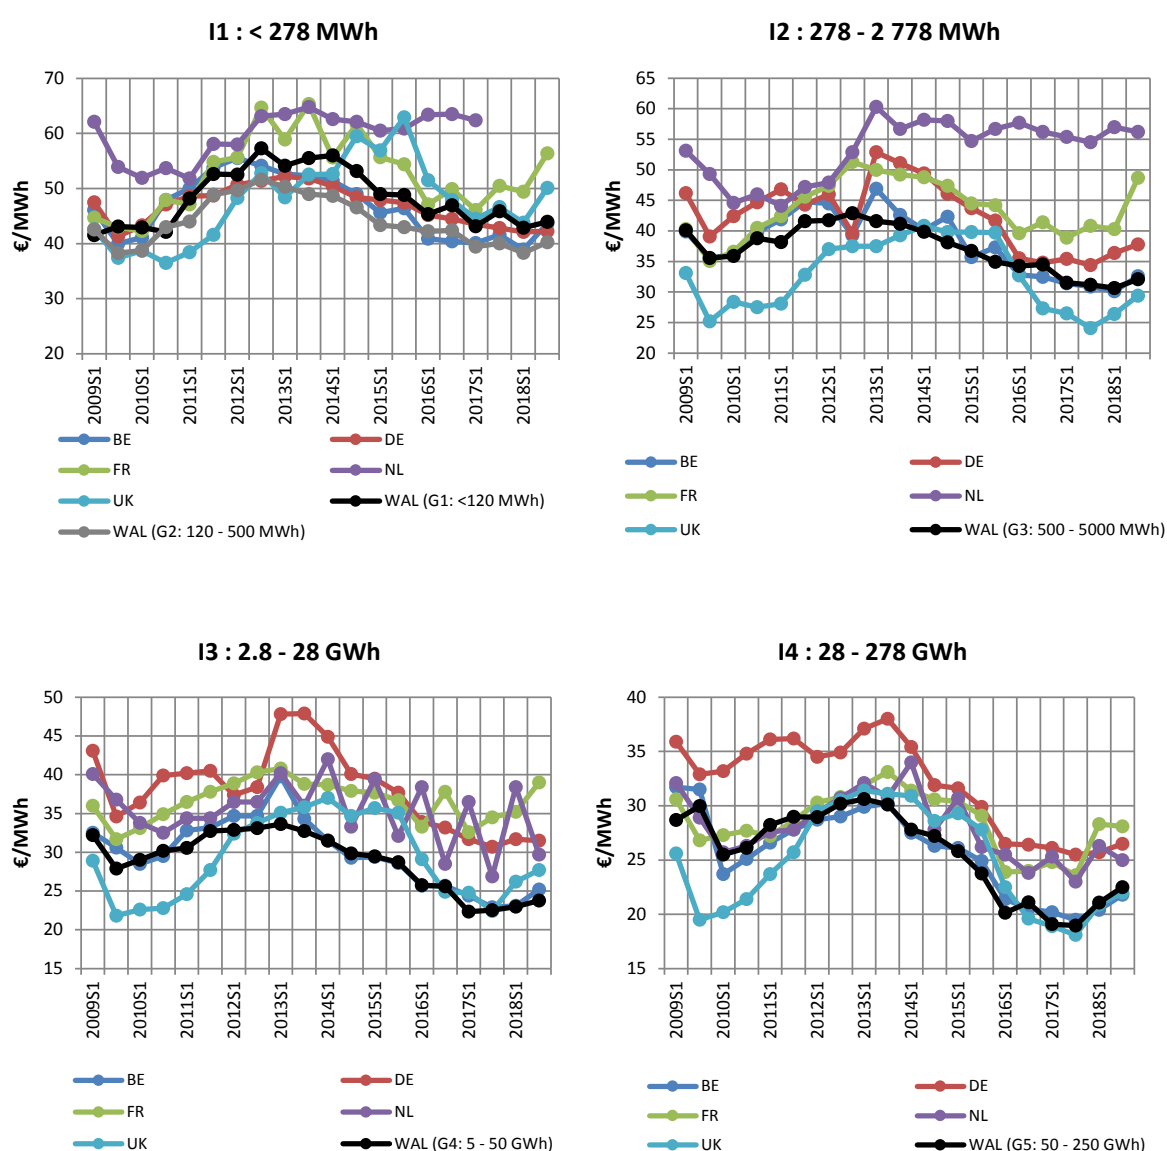 I1 : < 278 MWh
€/MWh
70
60
50
40
30
20
2009S1
2010S1
2011S1
2012S1
2013S1
2014S1
2015S1
2016S1
2017S1
2018S1
BE
DE
FR
NL
UK
WAL (G1: <120 MWh)
WAL (G2: 120 - 500 MWh)
I2 : 278 - 2 778 MWh
€/MWh
65
60
55
50
45
40
35
30
25
20
2009S1
2010S1
2011S1
2012S1
2013S1
2014S1
2015S1
2016S1
2017S1
2018S1
BE
DE
FR
NL
UK
WAL (G3: 500 - 5000 MWh)
I3 : 2.8 - 28 GWh
€/MWh
50
45
40
35
30
25
20
15
2009S1
2010S1
2011S1
2012S1
2013S1
2014S1
2015S1
2016S1
2017S1
2018S1
BE
DE
FR
NL
UK
WAL (G4: 5 - 50 GWh)
I4 : 28 - 278 GWh
€/MWh
40
35
30
25
20
15
2009S1
2010S1
2011S1
2012S1
2013S1
2014S1
2015S1
2016S1
2017S1
2018S1
BE
DE
FR
NL
UK
WAL (G5: 50 - 250 GWh)